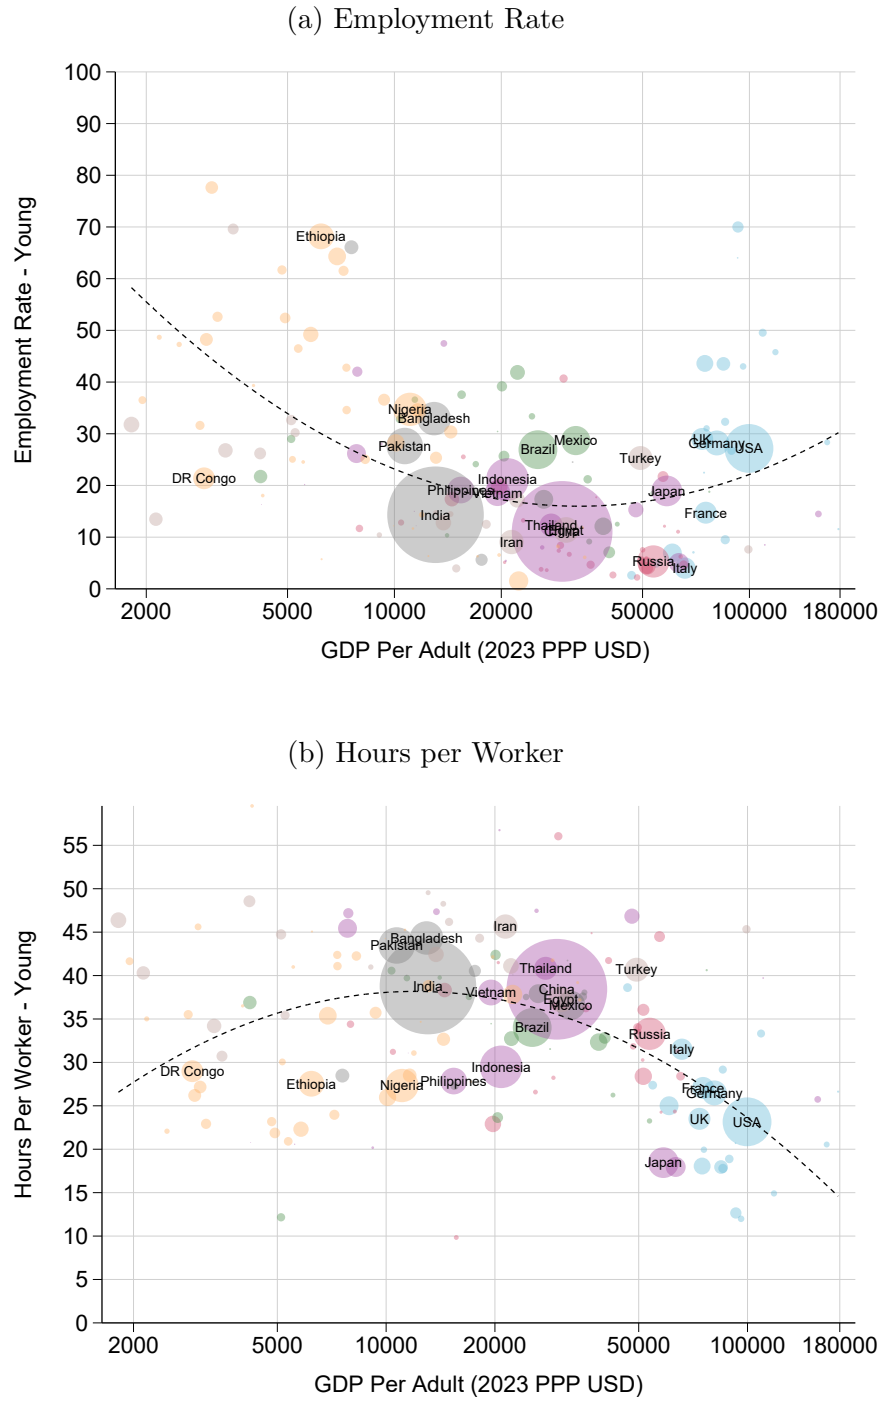 (a) Employment Rate
100
90
80
70
60
50
40
30
20
10
0
Employment Rate - Young
Ethiopia
Nigeria
Bangladesh
Pakistan
DR Congo
Philippines
Vietnam
Indonesia
India
Brazil
Mexico
Thailand
Egypt
China
Iran
Turkey
Japan
UK
Germany
USA
France
Russia
Italy
2000
5000
10000
20000
50000
100000
180000
GDP Per Adult (2023 PPP USD)
(b) Hours per Worker
55
50
45
40
35
30
25
20
15
10
5
0
Hours Per Worker - Young
Iran
Bangladesh
Pakistan
Thailand
Turkey
India
Vietnam
China
Egypt
Mexico
Brazil
Russia
Italy
DR Congo
Ethiopia
Nigeria
Philippines
Indonesia
France
Germany
UK
USA
Japan
2000
5000
10000
20000
50000
100000
180000
GDP Per Adult (2023 PPP USD)